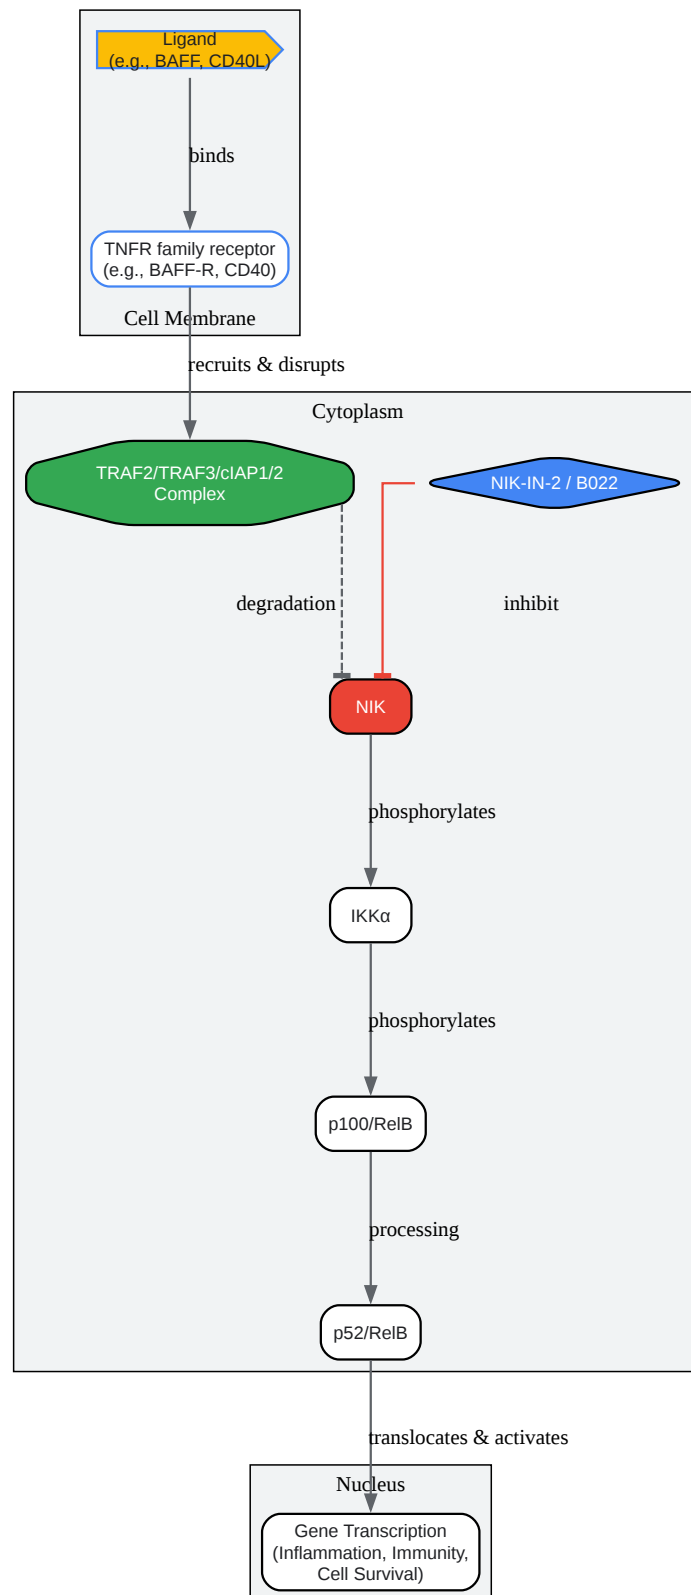 Ligand
(e.g., BAFF, CD40L)
binds
TNFR family receptor
(e.g., BAFF-R, CD40)
Cell Membrane
recruits & disrupts
Cytoplasm
TRAF2/TRAF3/cIAP1/2
Complex
NIK-IN-2 / B022
degradation
inhibit
NIK
phosphorylates
IKKα
phosphorylates
p100/RelB
processing
p52/RelB
translocates & activates
Nucleus
Gene Transcription
(Inflammation, Immunity,
Cell Survival)